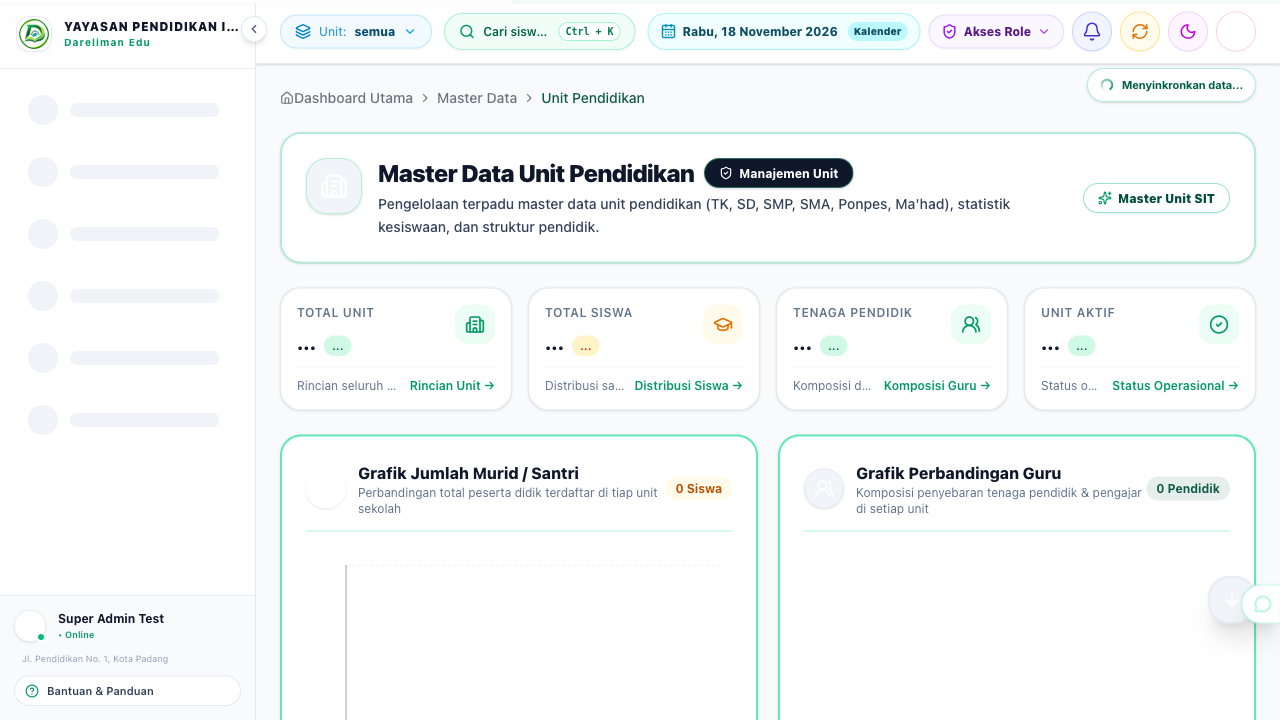 YAYASAN PENDIDIKAN I...
Dareliman Edu
Unit: semua
Cari sisw...
Ctrl + K
Rabu, 18 November 2026
Kalender
Akses Role
Menyinkronkan data...
Dashboard Utama
Master Data
Unit Pendidikan
Master Data Unit Pendidikan
Manajemen Unit
Pengelolaan terpadu master data unit pendidikan (TK, SD, SMP, SMA, Ponpes, Ma'had), statistik
kesiswaan, dan struktur pendidik.
Master Unit SIT
TOTAL UNIT
... ...
Rincian seluruh ...
Rincian Unit →
TOTAL SISWA
... ...
Distribusi sa...
Distribusi Siswa →
TENAGA PENDIDIK
... ...
Komposisi d...
Komposisi Guru →
UNIT AKTIF
... ...
Status o...
Status Operasional →
Grafik Jumlah Murid / Santri
Perbandingan total peserta didik terdaftar di tiap unit
sekolah
0 Siswa
Grafik Perbandingan Guru
Komposisi penyebaran tenaga pendidik & pengajar
di setiap unit
0 Pendidik
Super Admin Test
• Online
Jl. Pendidikan No. 1, Kota Padang
Bantuan & Panduan